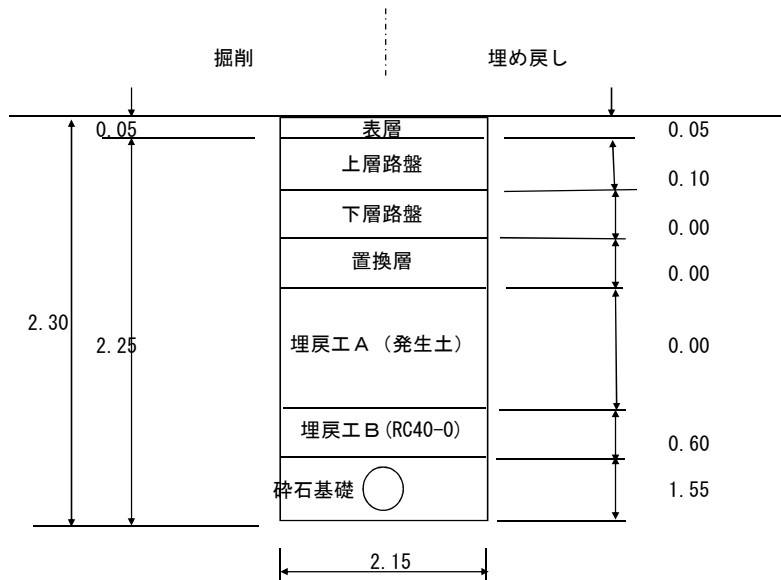 掘削
埋め戻し
0.05
表層
0.05
上層路盤
0.10
下層路盤
0.00
置換層
0.00
2.30
2.25
埋戻工A（発生土）
0.00
埋戻工B(RC40-0)
0.60
砕石基礎
1.55
2.15